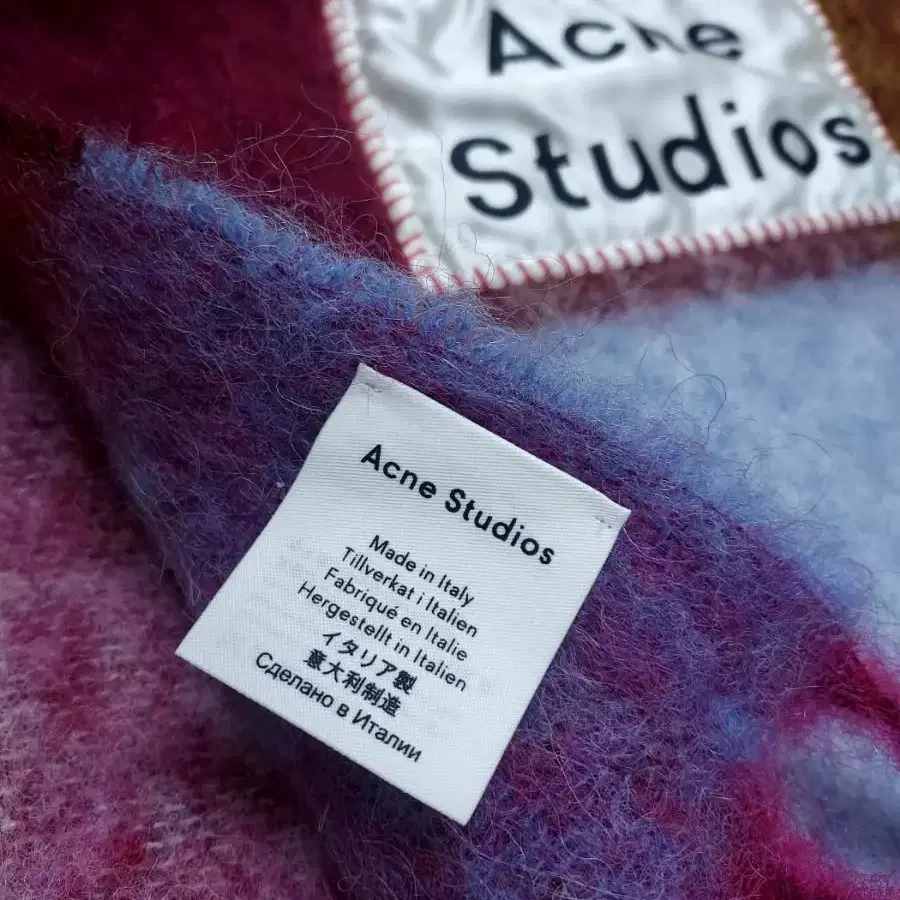 Acne
Studios
Acne Studios
Made in Italy
Tillverkat i Italien
Fabriqué en Italie
Hergestellt in Italien
イタリア製
意大利制造
Сделано в Италии